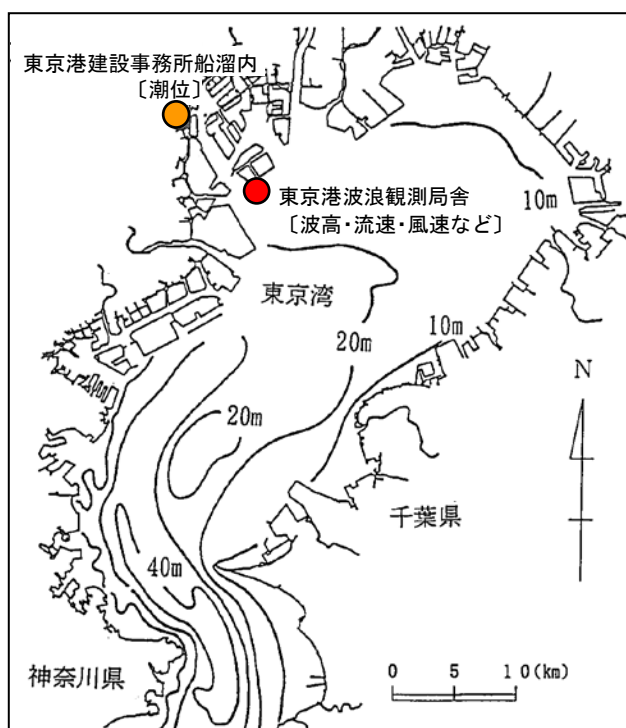 東京港建設事務所船溜内
〔潮位〕
東京港波浪観測局舎
〔波高・流速・風速など〕
10m
東京湾
10m
20m
N
20m
千葉県
40m
神奈川県
0 5 10(km)